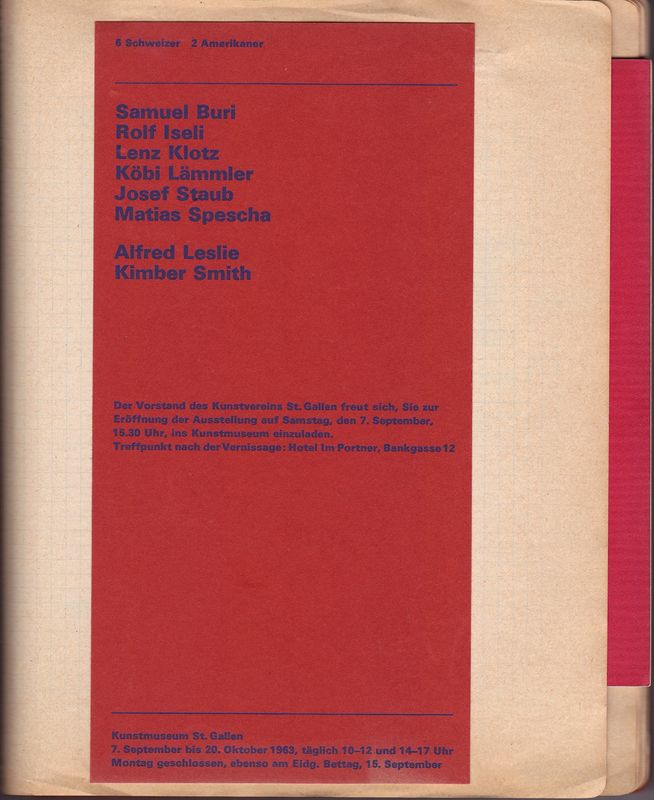 6 Schweizer 2 Amerikaner
Samuel Buri
Rolf Iseli
Lenz Klotz
Köbi Lämmler
Josef Staub
Matias Spescha
Alfred Leslie
Kimber Smith
Der Vorstand des Kunstvereins St. Gallen freut sich, Sie zur
Eröffnung der Ausstellung auf Samstag, den 7. September,
15.30 Uhr, ins Kunstmuseum einzuladen.
Treffpunkt nach der Vernissage: Hotel Im Portner, Bankgasse 12
Kunstmuseum St. Gallen
7. September bis 20. Oktober 1963, täglich 10–12 und 14–17 Uhr
Montag geschlossen, ebenso am Eidg. Bettag, 15. September